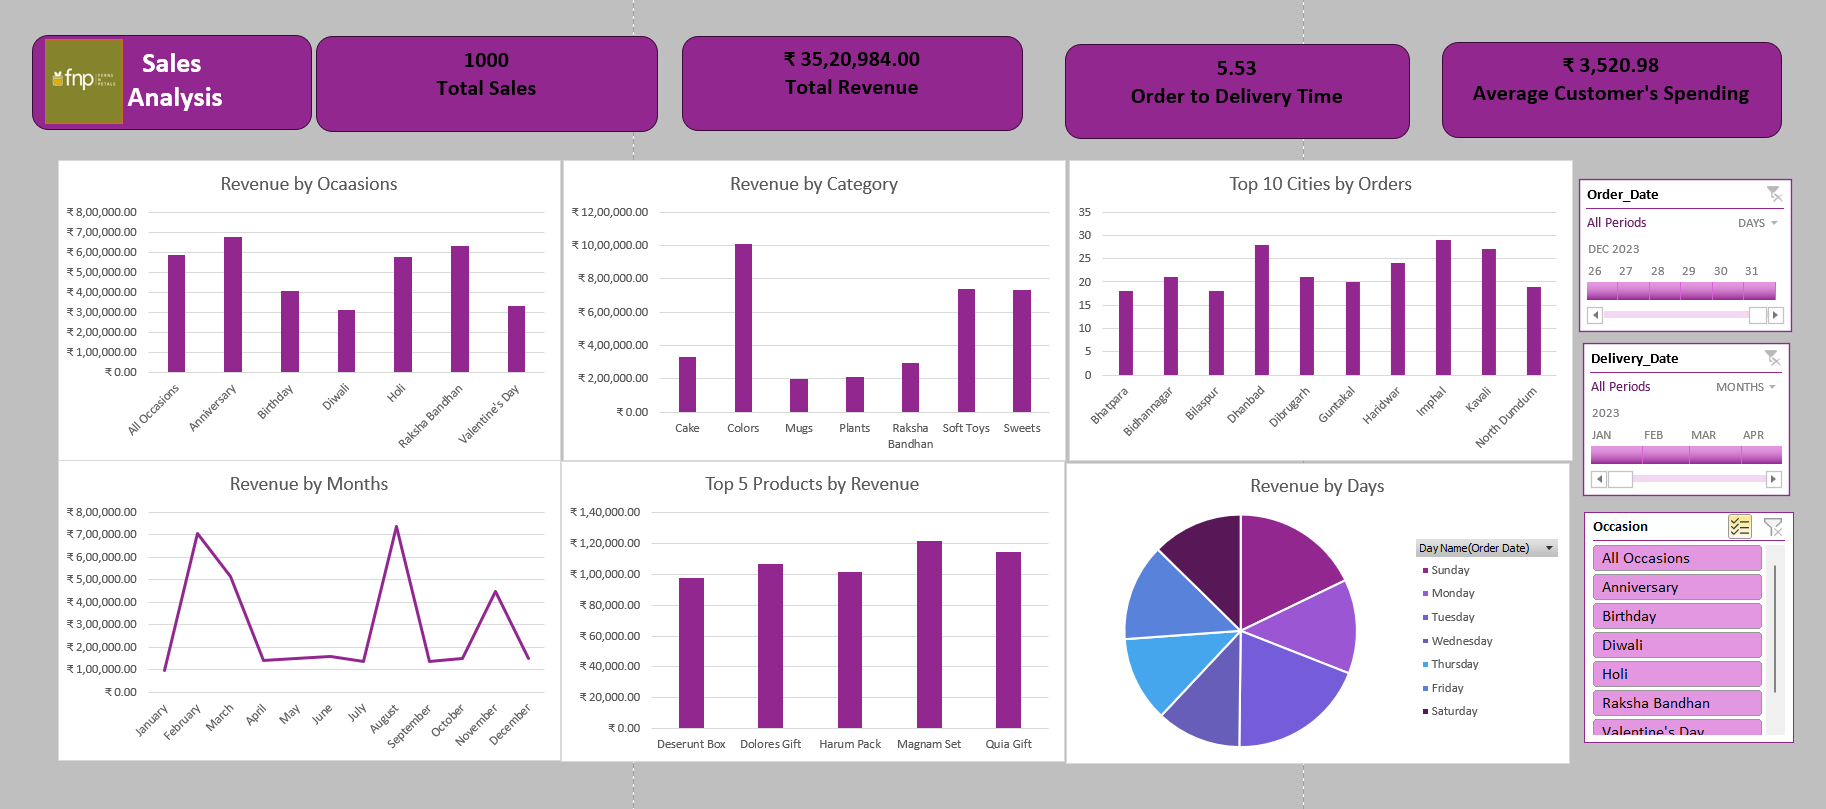 fnp
FERNS
N
PETALS
Sales
Analysis
1000
Total Sales
₹ 35,20,984.00
Total Revenue
5.53
Order to Delivery Time
₹ 3,520.98
Average Customer's Spending
Revenue by Ocaasions
₹ 8,00,000.00
₹ 7,00,000.00
₹ 6,00,000.00
₹ 5,00,000.00
₹ 4,00,000.00
₹ 3,00,000.00
₹ 2,00,000.00
₹ 1,00,000.00
₹ 0.00
All Occasions
Anniversary
Birthday
Diwali
Holi
Raksha Bandhan
Valentine's Day
Revenue by Category
₹ 12,00,000.00
₹ 10,00,000.00
₹ 8,00,000.00
₹ 6,00,000.00
₹ 4,00,000.00
₹ 2,00,000.00
₹ 0.00
Cake
Colors
Mugs
Plants
Raksha
Bandhan
Soft Toys
Sweets
Top 10 Cities by Orders
35
30
25
20
15
10
5
0
Bhatpara
Bidhannagar
Bilaspur
Dhanbad
Dibrugarh
Guntakal
Haridwar
Imphal
Kavali
North Dumdum
Order_Date
All Periods
DAYS
DEC 2023
26 27 28 29 30 31
Delivery_Date
All Periods
MONTHS
2023
JAN FEB MAR APR
Revenue by Months
₹ 8,00,000.00
₹ 7,00,000.00
₹ 6,00,000.00
₹ 5,00,000.00
₹ 4,00,000.00
₹ 3,00,000.00
₹ 2,00,000.00
₹ 1,00,000.00
₹ 0.00
January
February
March
April
May
June
July
August
September
October
November
December
Top 5 Products by Revenue
₹ 1,40,000.00
₹ 1,20,000.00
₹ 1,00,000.00
₹ 80,000.00
₹ 60,000.00
₹ 40,000.00
₹ 20,000.00
₹ 0.00
Deserunt Box
Dolores Gift
Harum Pack
Magnam Set
Quia Gift
Revenue by Days
Day Name(Order Date)
Sunday
Monday
Tuesday
Wednesday
Thursday
Friday
Saturday
Occasion
All Occasions
Anniversary
Birthday
Diwali
Holi
Raksha Bandhan
Valentine's Day